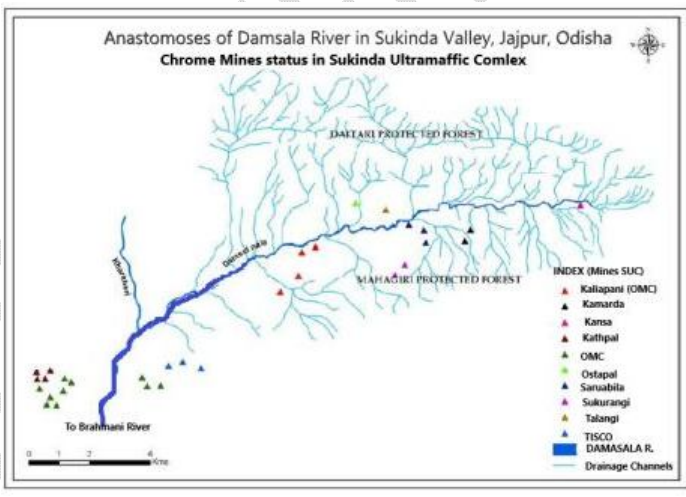 Anastomoses of Damsala River in Sukinda Valley, Jajpur, Odisha
Chrome Mines status in Sukinda Ultramaffic Comlex
DAITARI PROTECTED FOREST
Kharkhari
MAHAGIRI PROTECTED FOREST
INDEX (Mines SUC)
Kaliapani (OMC)
Kamarda
Kansa
Kathpal
OMC
Ostapal
Saruabila
Sukurangi
Talangi
TISCO
DAMASALA R.
Drainage Channels
To Brahmani River
0 1 2 4
Kms